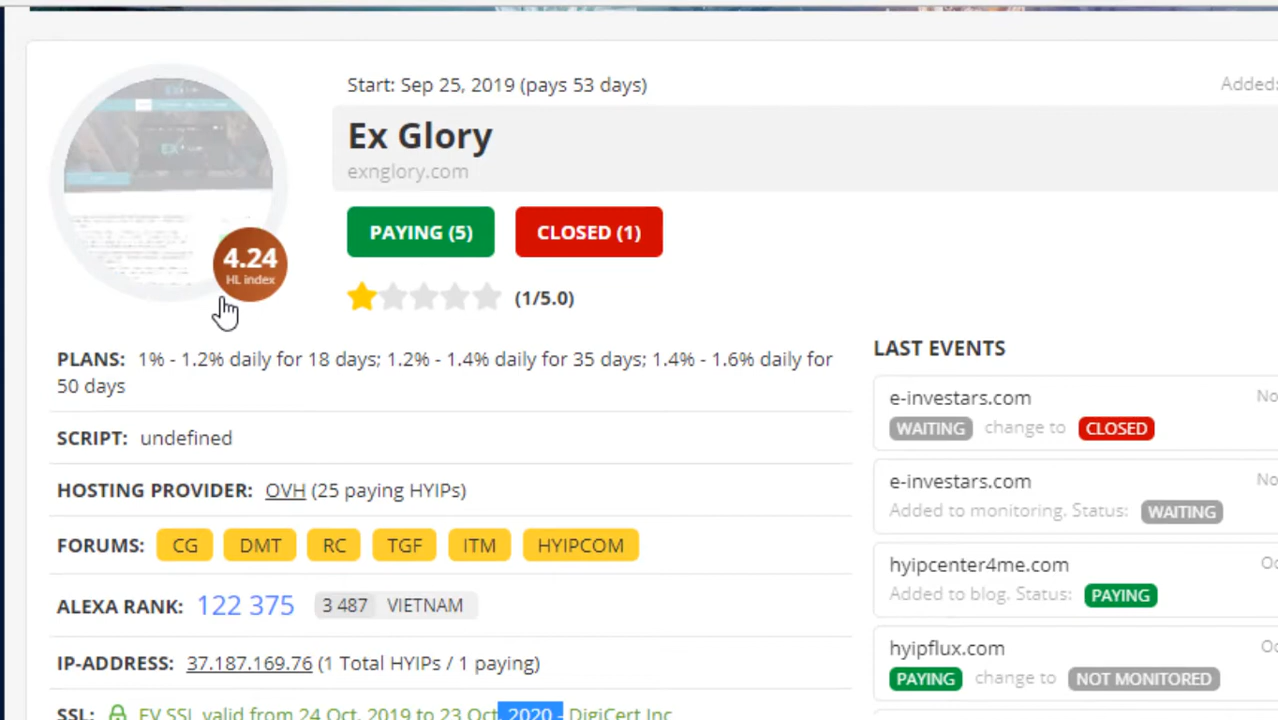 Start: Sep 25, 2019 (pays 53 days)
Added:
Ex Glory
exnglory.com
PAYING (5)
CLOSED (1)
4.24
HL index
(1/5.0)
PLANS: 1% - 1.2% daily for 18 days; 1.2% - 1.4% daily for 35 days; 1.4% - 1.6% daily for
50 days
SCRIPT: undefined
HOSTING PROVIDER: OVH (25 paying HYIPs)
FORUMS: CG DMT RC TGF ITM HYIPCOM
ALEXA RANK: 122 375 3 487 VIETNAM
IP-ADDRESS: 37.187.169.76 (1 Total HYIPs / 1 paying)
SSL: EV SSL valid from 24 Oct, 2019 to 23 Oct, 2020 - DigiCert Inc
LAST EVENTS
e-investars.com
WAITING change to CLOSED
e-investars.com
Added to monitoring. Status: WAITING
hyipcenter4me.com
Added to blog. Status: PAYING
hyipflux.com
PAYING change to NOT MONITORED